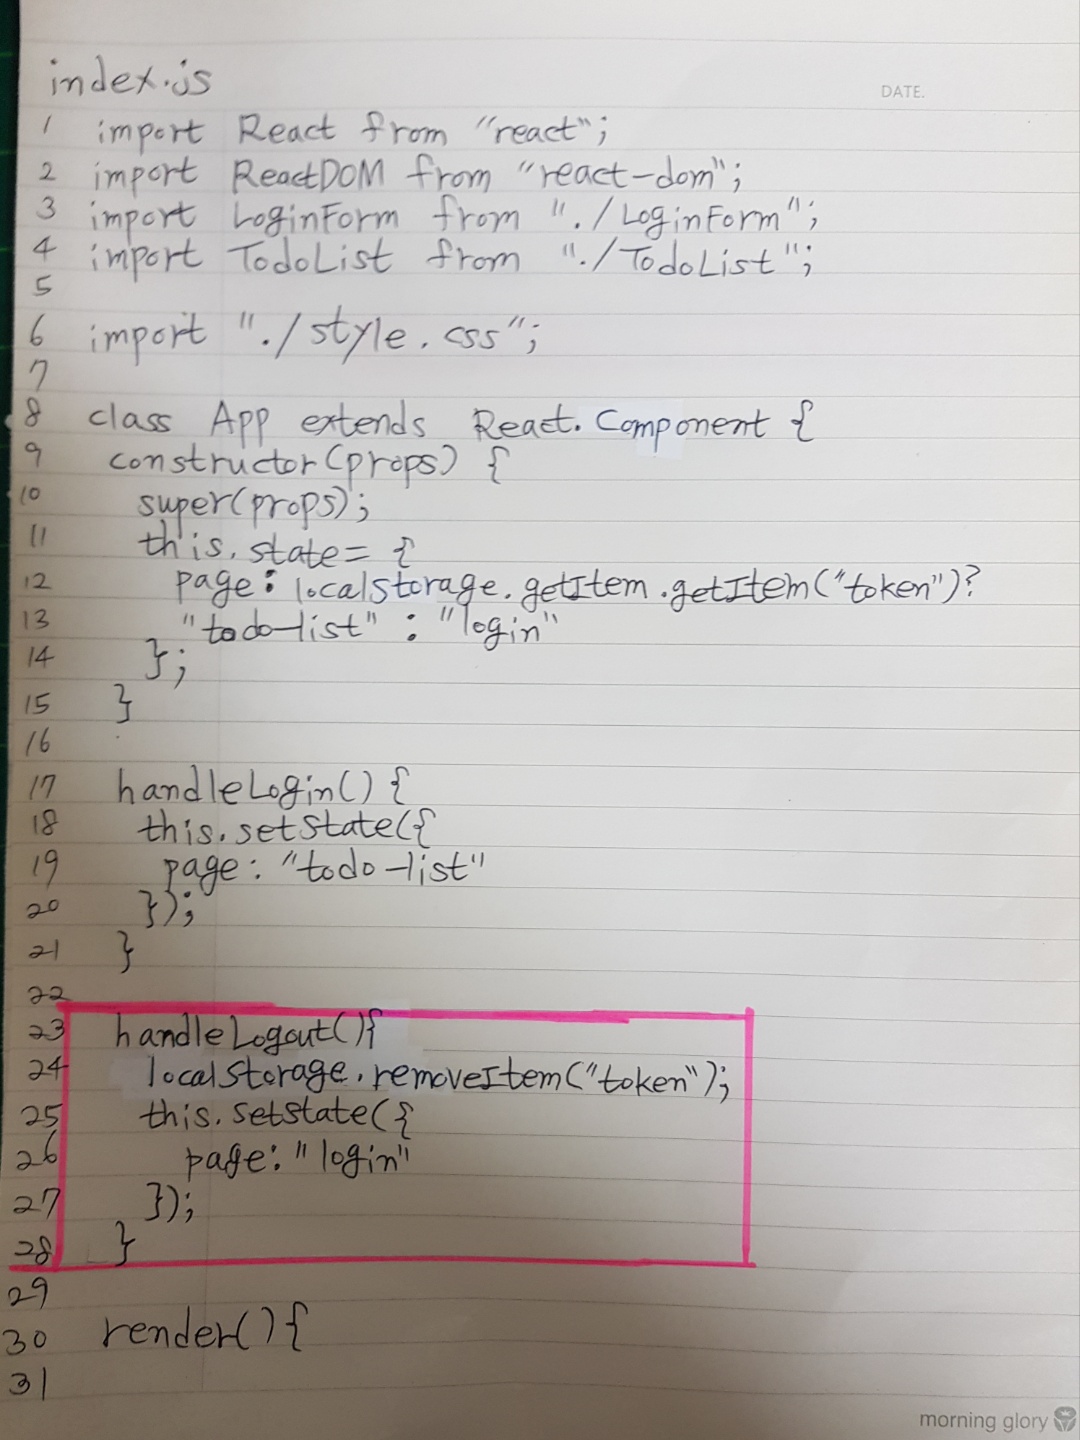 DATE.
index.js
1 import React from "react";
2 import ReactDOM from "react-dom";
3 import LoginForm from "./LoginForm";
4 import TodoList from "./TodoList";
5
6 import "./style.css";
7
8 class App extends React.Component {
9 constructor(props) {
10 super(props);
11 this.state= {
12 page: localStorage.getItem.getItem("token")?
13 "todo-list" : "login"
14 };
15 }
16
17 handleLogin() {
18 this.setState({
19 page: "todo-list"
20 });
21 }
22
23 handleLogout(){
24 localStorage.removeItem("token");
25 this.setState({
26 page: "login"
27 });
28 }
29
30 render(){
31
morning glory